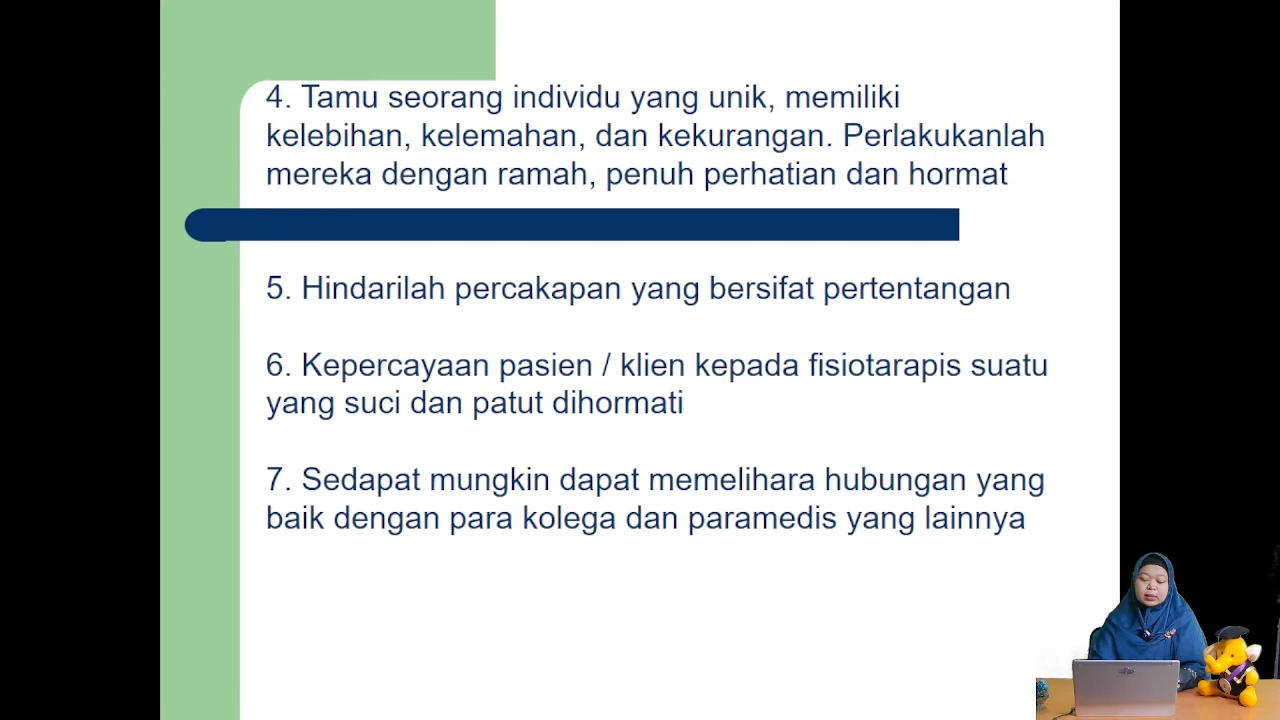 4. Tamu seorang individu yang unik, memiliki
kelebihan, kelemahan, dan kekurangan. Perlakukanlah
mereka dengan ramah, penuh perhatian dan hormat
5. Hindarilah percakapan yang bersifat pertentangan
6. Kepercayaan pasien / klien kepada fisiotarapis suatu
yang suci dan patut dihormati
7. Sedapat mungkin dapat memelihara hubungan yang
baik dengan para kolega dan paramedis yang lainnya